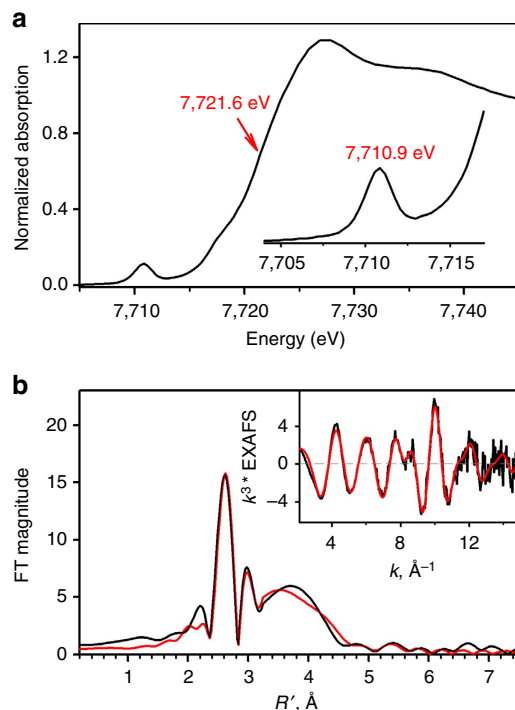 a
Normalized absorption
1.2
0.8
0.4
0.0
7,721.6 eV
7,710.9 eV
7,705
7,710
7,715
7,710
7,720
7,730
7,740
Energy (eV)
b
FT magnitude
20
15
10
5
0
k³ * EXAFS
4
0
−4
4
8
12
k, Å⁻¹
1
2
3
4
5
6
7
R′, Å